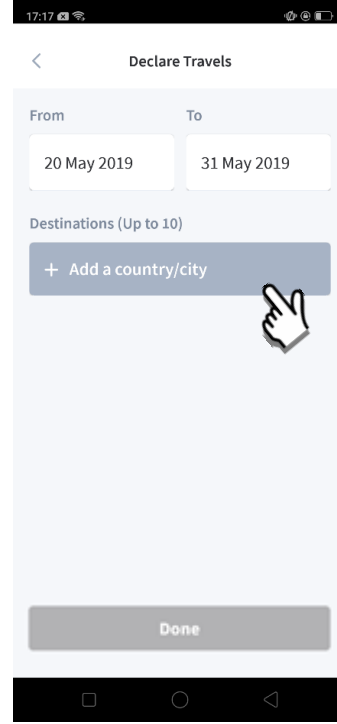 17:17
Declare Travels
From To
20 May 2019 31 May 2019
Destinations (Up to 10)
+ Add a country/city
Done